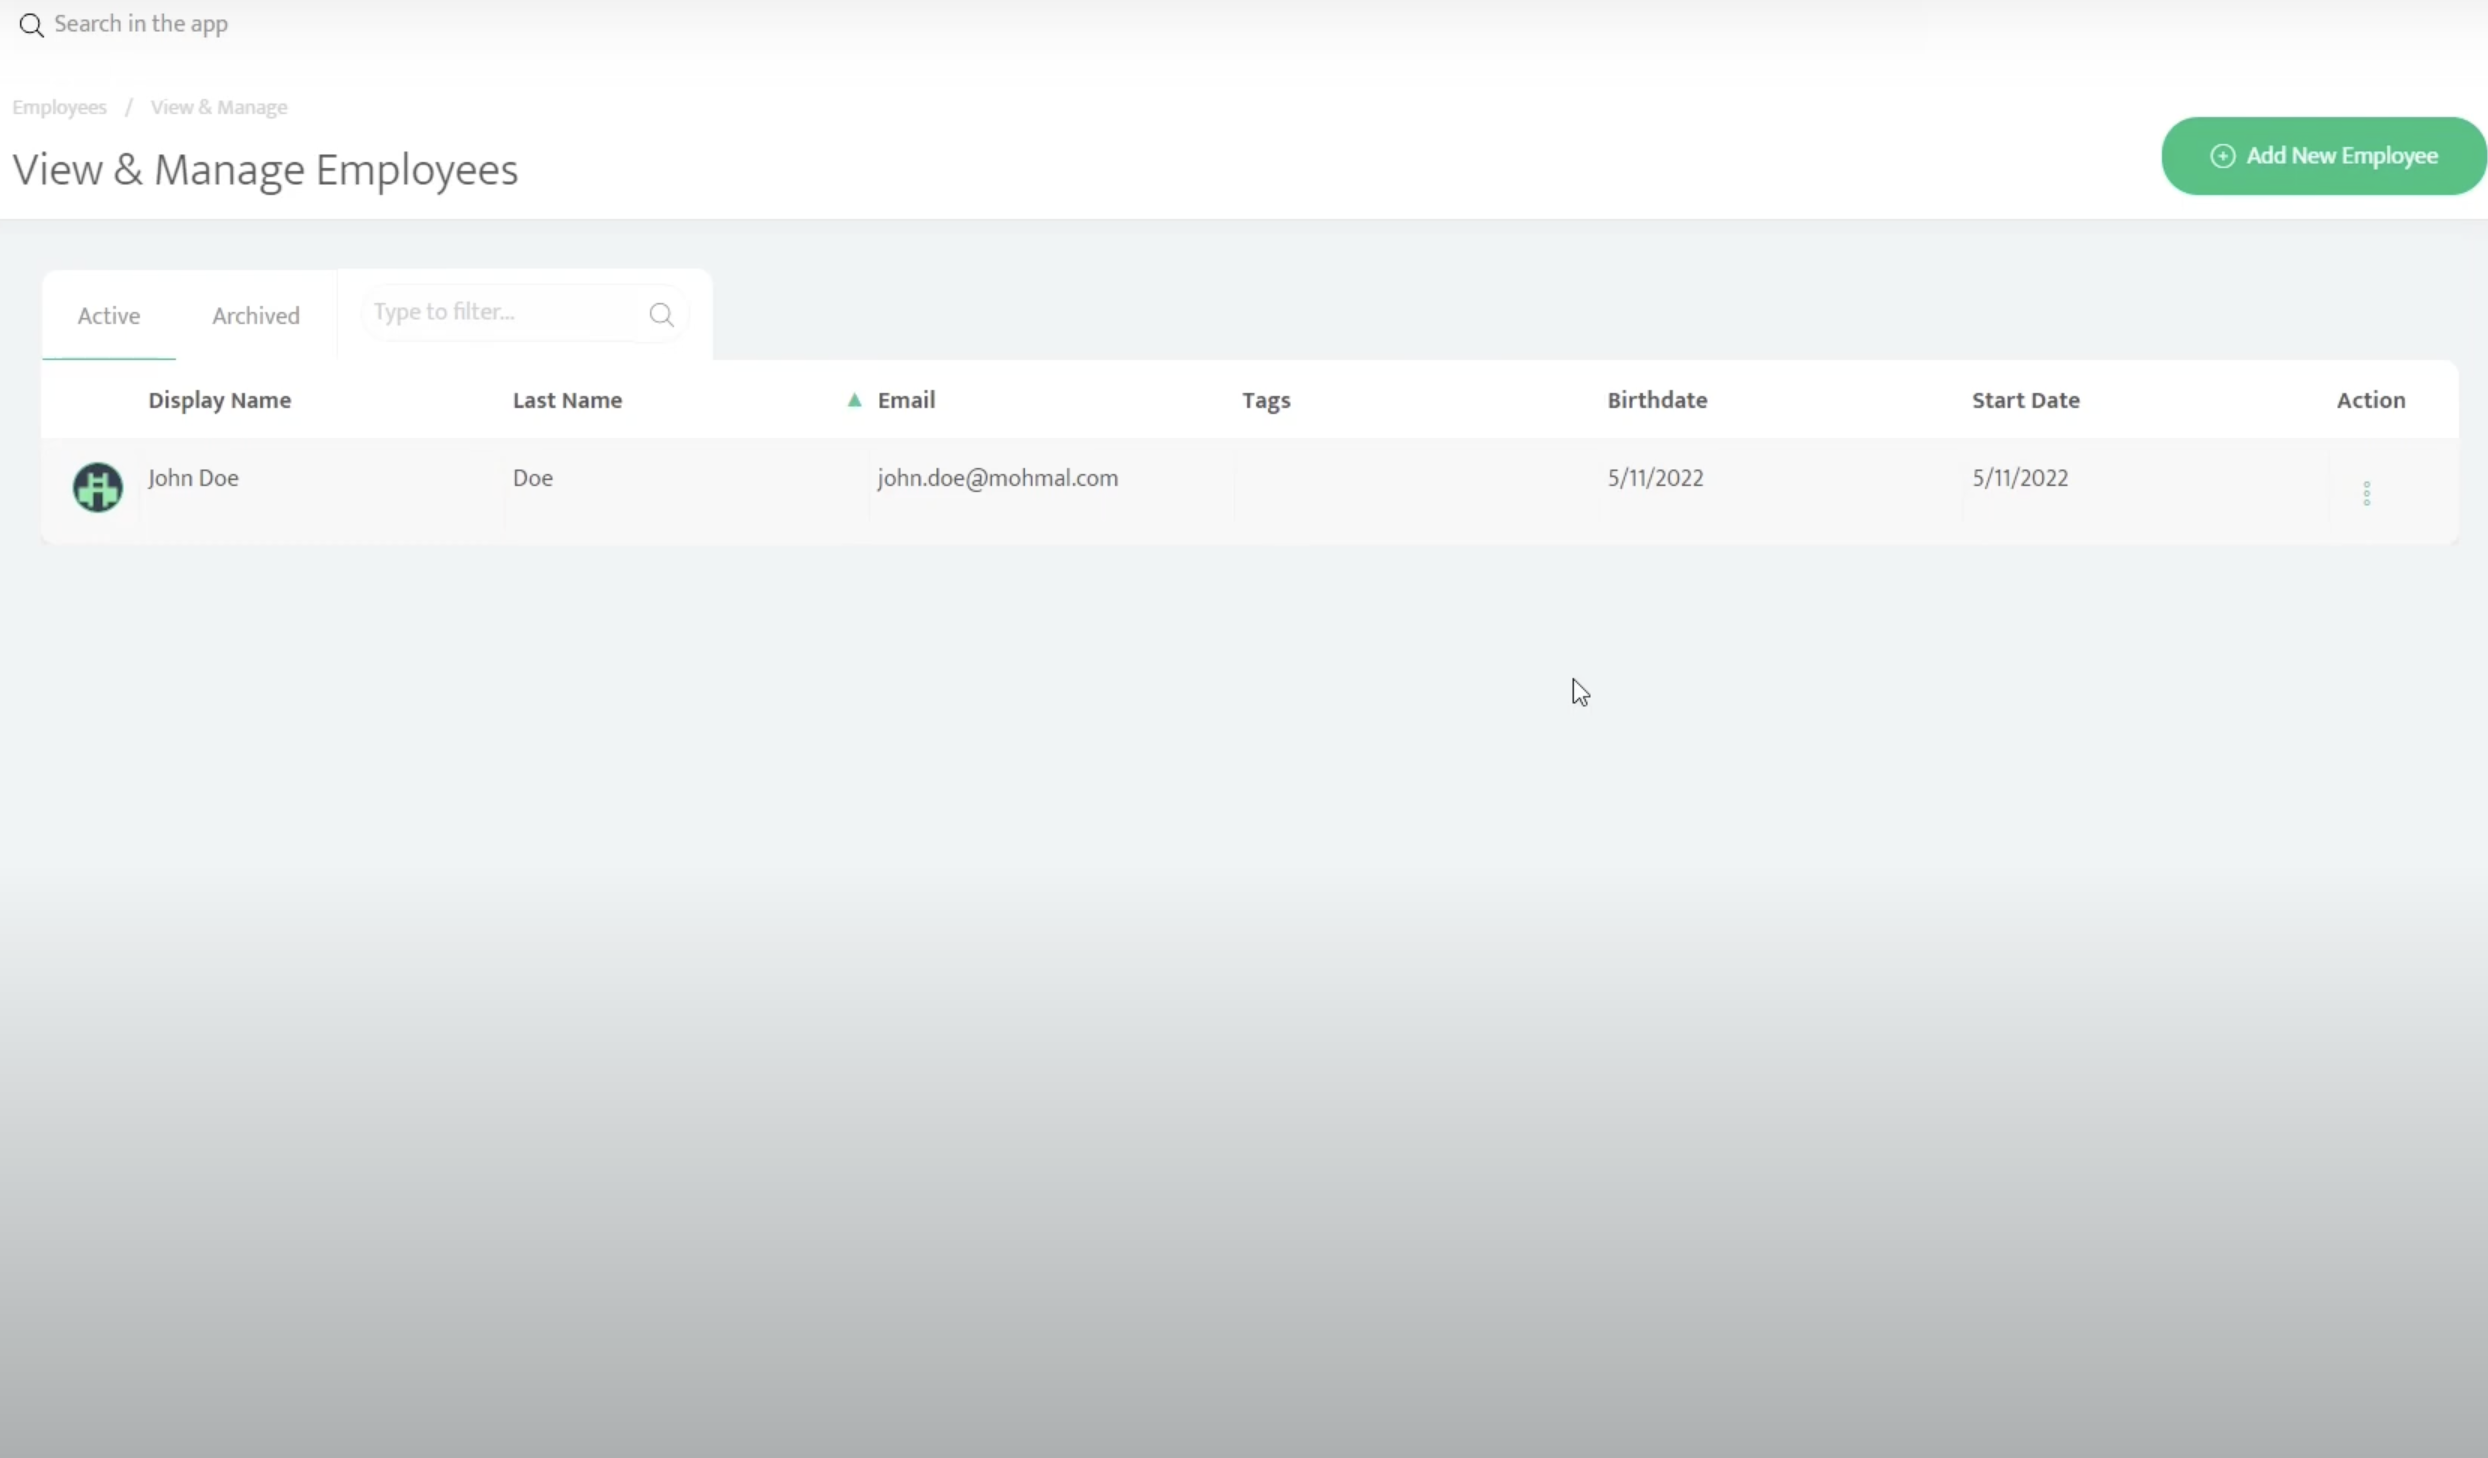 Search in the app
Employees / View & Manage
View & Manage Employees
Add New Employee
Active Archived Type to filter...
Display Name Last Name Email Tags Birthdate Start Date Action
John Doe Doe john.doe@mohmal.com 5/11/2022 5/11/2022